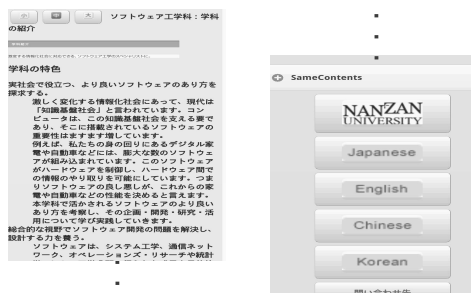 小 中 大 ソフトウェア工学科：学科
の紹介
学科紹介
学科の特色
実社会で役立つ、より良いソフトウェアのあり方を
探求する。
激しく変化する情報化社会にあって、現代は
「知識基盤社会」と言われています。コン
ピュータは、この知識基盤社会を支える要で
あり、そこに搭載されているソフトウェアの
重要性はますます増しています。
例えば、私たちの身の回りにあるデジタル家
電や自動車などには、膨大な数のソフトウェ
アが組み込まれています。このソフトウェア
がハードウェアを制御し、ハードウェア間で
の情報のやり取りを可能にしています。つま
りソフトウェアの良し悪しが、これからの家
電や自動車などの性能を決めると言えます。
本学科で活かされるソフトウェアのより良い
あり方を考察し、その企画・開発・研究・活
用について学び実践していきます。
総合的な視野でソフトウェア開発の問題を解決し、
設計する力を養う。
ソフトウェアは、システム工学、通信ネット
ワーク、オペレーションズ・リサーチや統計
SameContents
NANZAN
UNIVERSITY
Japanese
English
Chinese
Korean
問い合わせ先